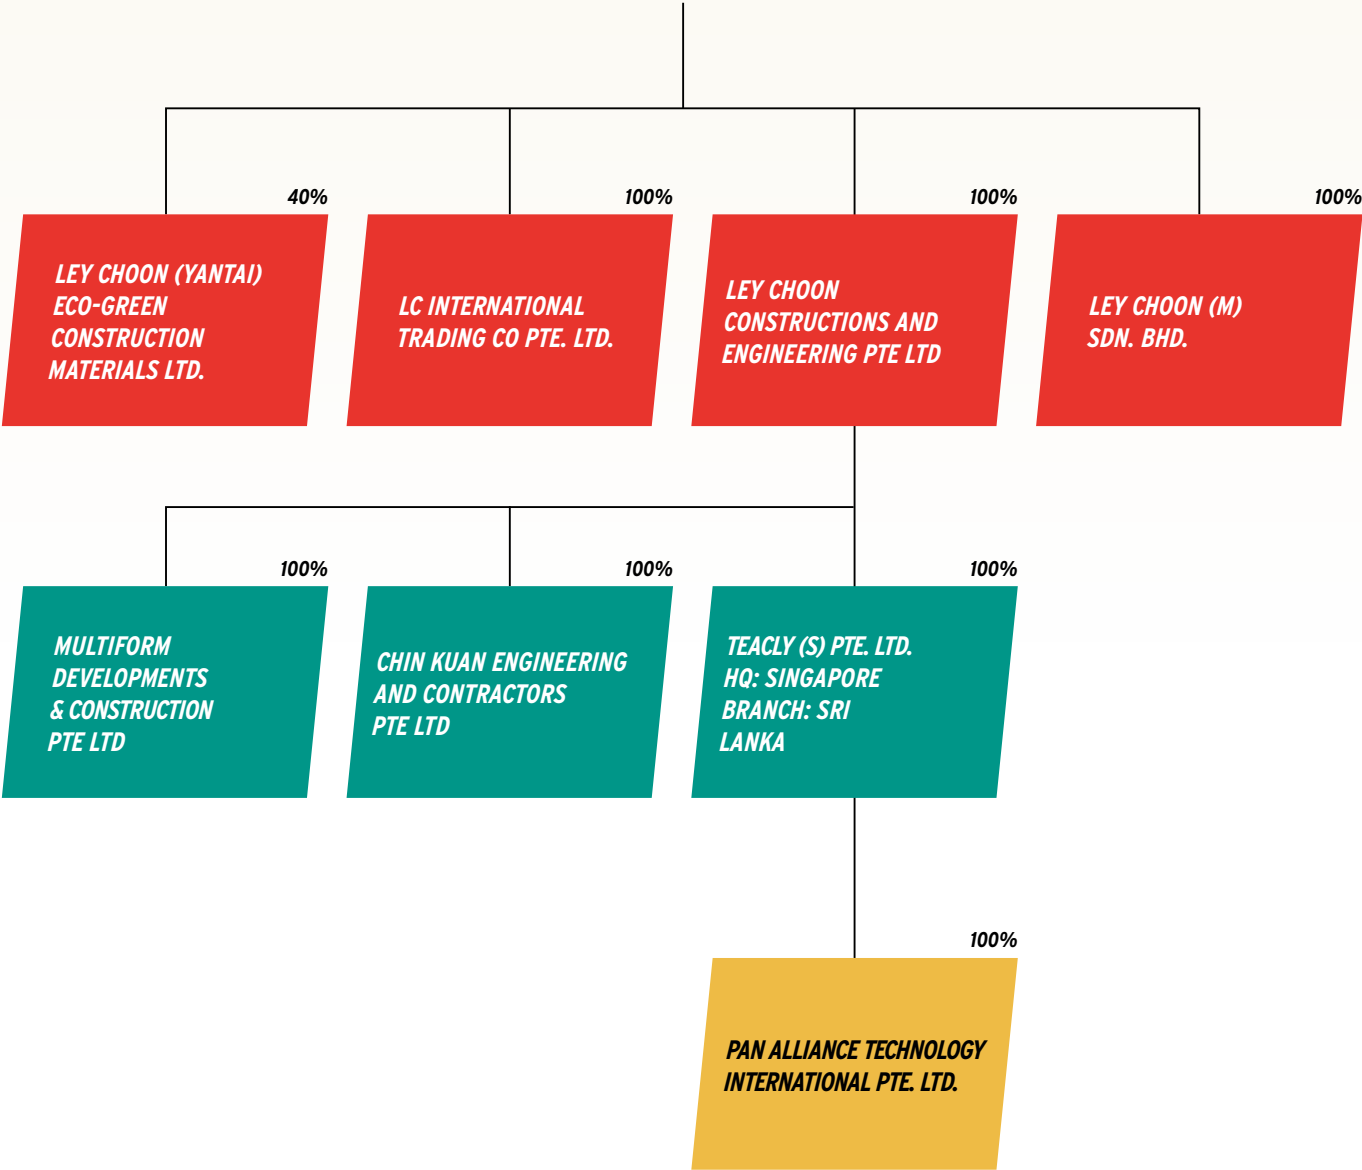 40%
LEY CHOON (YANTAI)
ECO-GREEN
CONSTRUCTION
MATERIALS LTD.
100%
LC INTERNATIONAL
TRADING CO PTE. LTD.
100%
LEY CHOON
CONSTRUCTIONS AND
ENGINEERING PTE LTD
100%
LEY CHOON (M)
SDN. BHD.
100%
MULTIFORM
DEVELOPMENTS
& CONSTRUCTION
PTE LTD
100%
CHIN KUAN ENGINEERING
AND CONTRACTORS
PTE LTD
100%
TEACLY (S) PTE. LTD.
HQ: SINGAPORE
BRANCH: SRI
LANKA
100%
PAN ALLIANCE TECHNOLOGY
INTERNATIONAL PTE. LTD.